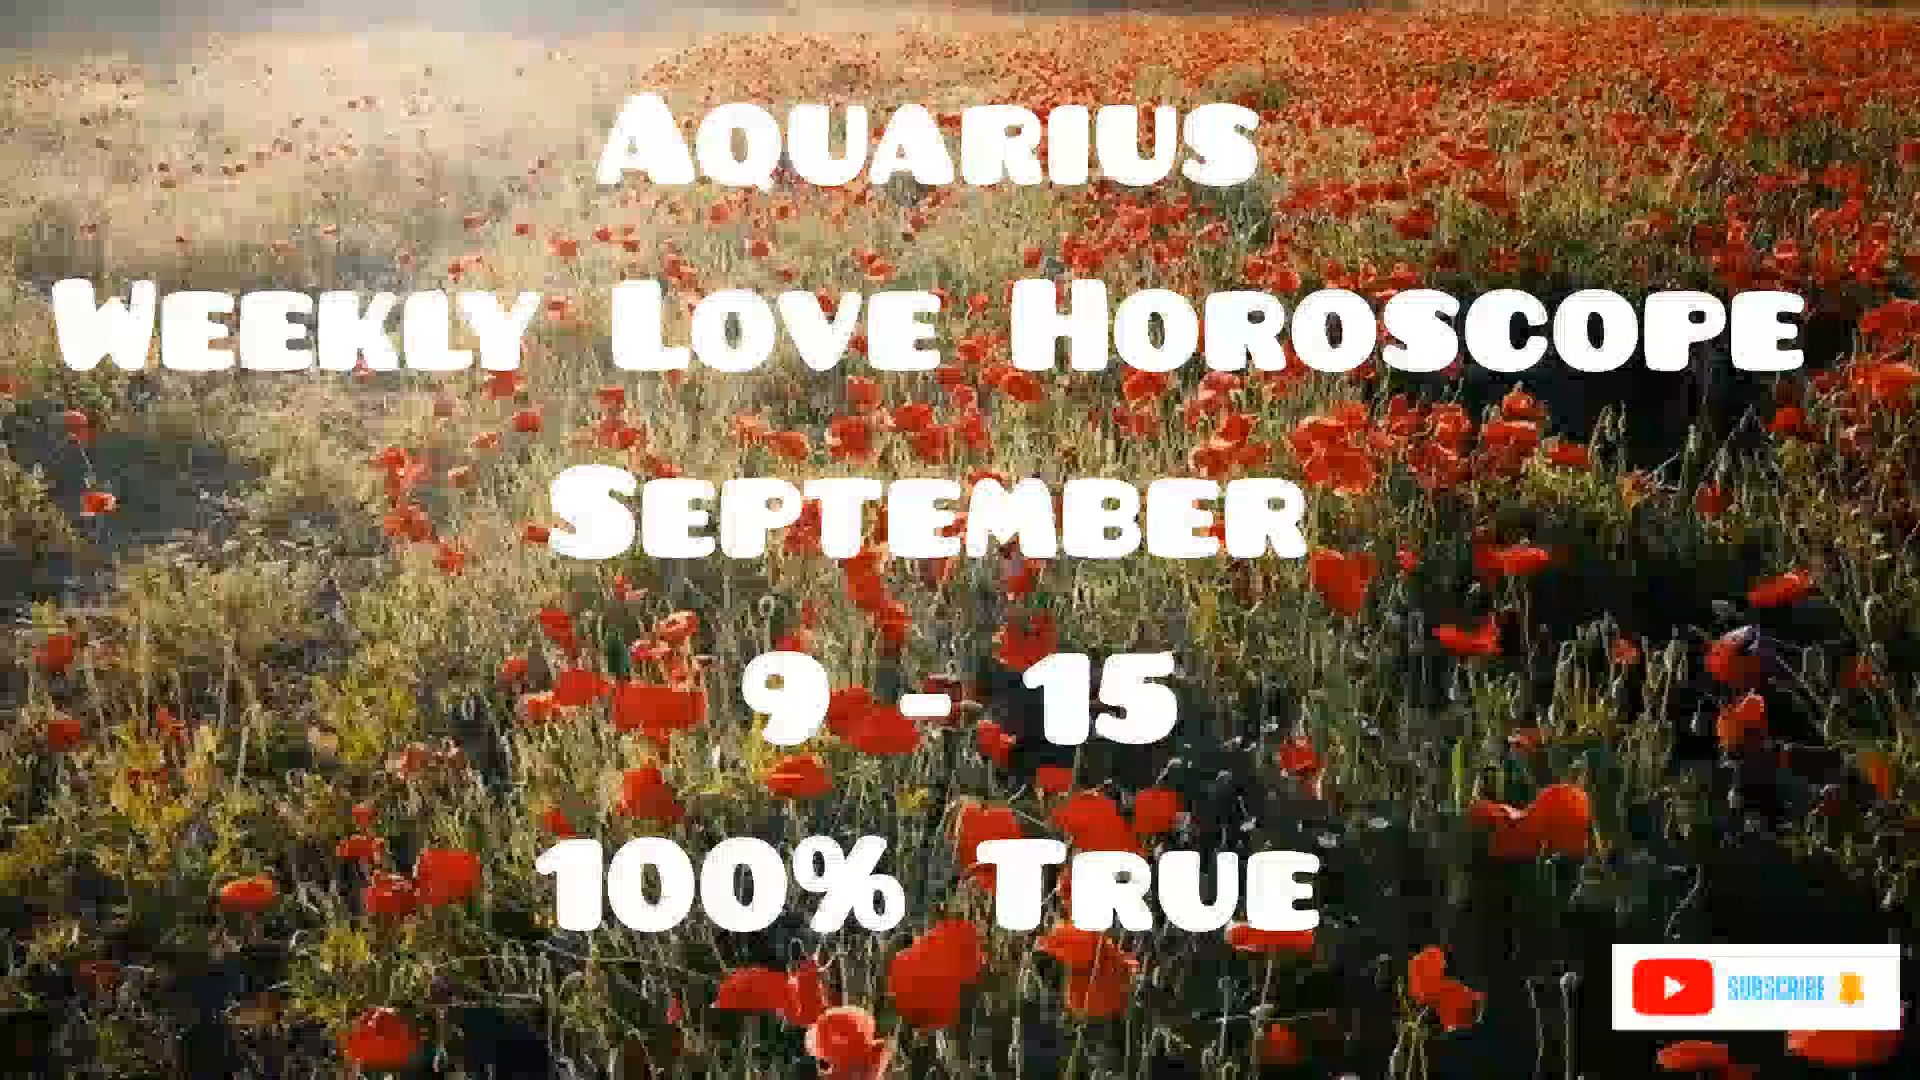 Aquarius
Weekly Love Horoscope
September
9 - 15
100% True
SUBSCRIBE